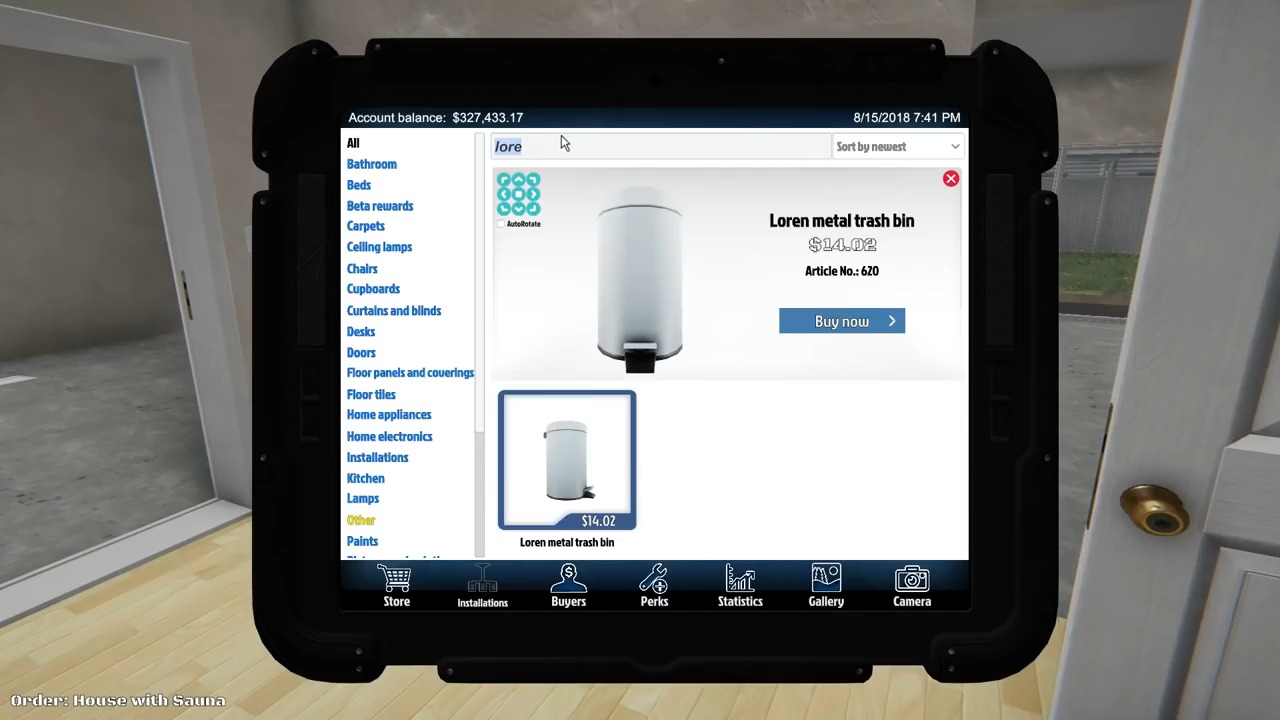 Account balance: $327,433.17
8/15/2018 7:41 PM
All
Bathroom
Beds
Beta rewards
Carpets
Ceiling lamps
Chairs
Cupboards
Curtains and blinds
Desks
Doors
Floor panels and coverings
Floor tiles
Home appliances
Home electronics
Installations
Kitchen
Lamps
Other
Paints
lore
Sort by newest
AutoRotate
Loren metal trash bin
$14.02
Article No.: 620
Buy now
$14.02
Loren metal trash bin
Store
Installations
Buyers
Perks
Statistics
Gallery
Camera
Order: House with Sauna